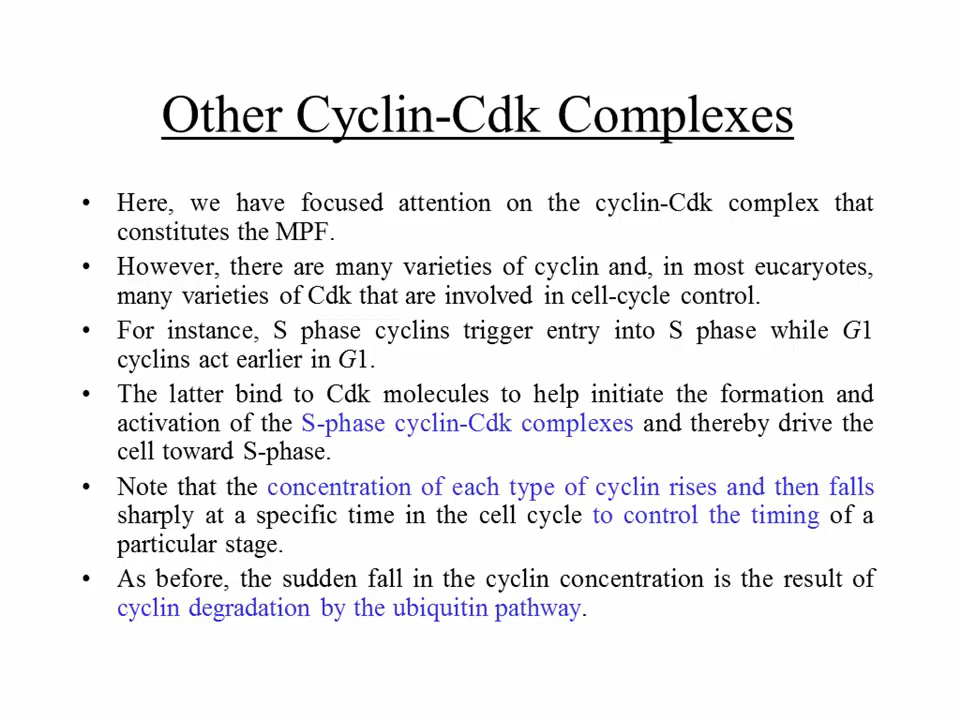 Other Cyclin-Cdk Complexes
• Here, we have focused attention on the cyclin-Cdk complex that
constitutes the MPF.
• However, there are many varieties of cyclin and, in most eucaryotes,
many varieties of Cdk that are involved in cell-cycle control.
• For instance, S phase cyclins trigger entry into S phase while G1
cyclins act earlier in G1.
• The latter bind to Cdk molecules to help initiate the formation and
activation of the S-phase cyclin-Cdk complexes and thereby drive the
cell toward S-phase.
• Note that the concentration of each type of cyclin rises and then falls
sharply at a specific time in the cell cycle to control the timing of a
particular stage.
• As before, the sudden fall in the cyclin concentration is the result of
cyclin degradation by the ubiquitin pathway.